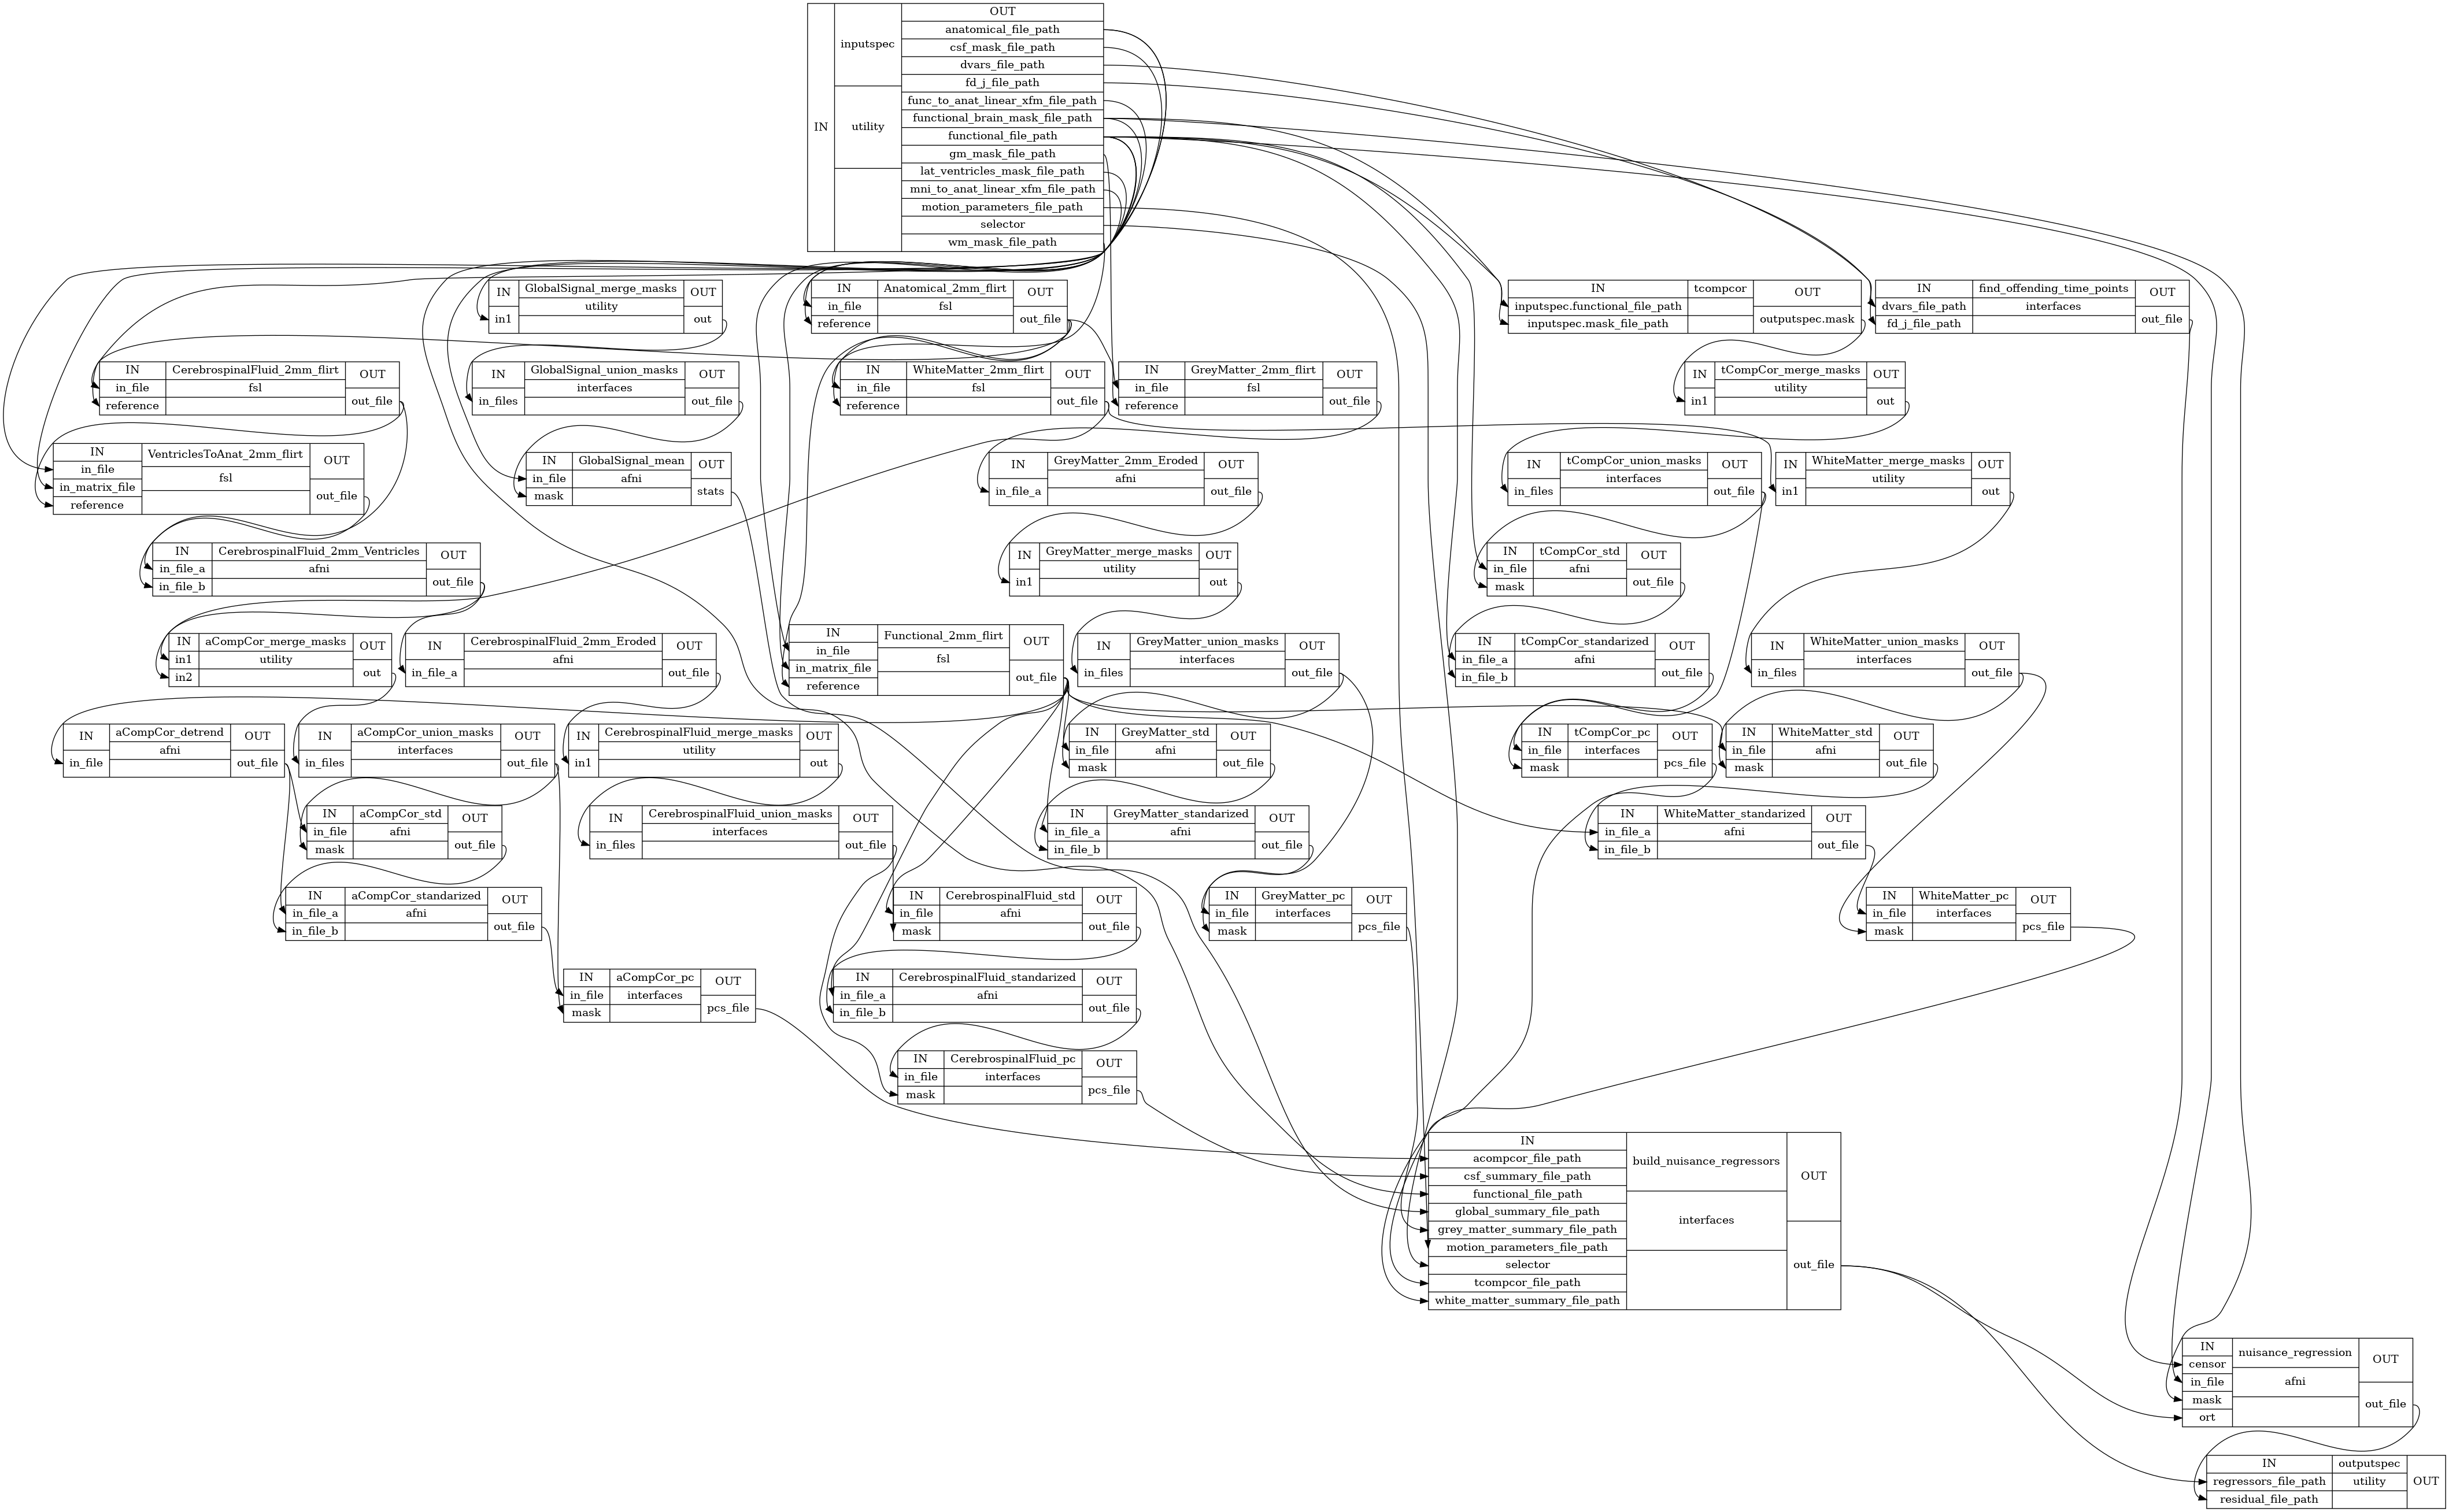 IN
inputspec
utility
OUT
anatomical_file_path
csf_mask_file_path
dvars_file_path
fd_j_file_path
func_to_anat_linear_xfm_file_path
functional_brain_mask_file_path
functional_file_path
gm_mask_file_path
lat_ventricles_mask_file_path
mni_to_anat_linear_xfm_file_path
motion_parameters_file_path
selector
wm_mask_file_path
IN
in1
GlobalSignal_merge_masks
utility
OUT
out
IN
in_file
reference
Anatomical_2mm_flirt
fsl
OUT
out_file
IN
inputspec.functional_file_path
inputspec.mask_file_path
tcompcor
OUT
outputspec.mask
IN
dvars_file_path
fd_j_file_path
find_offending_time_points
interfaces
OUT
out_file
IN
in_file
reference
CerebrospinalFluid_2mm_flirt
fsl
OUT
out_file
IN
in_files
GlobalSignal_union_masks
interfaces
OUT
out_file
IN
in_file
reference
WhiteMatter_2mm_flirt
fsl
OUT
out_file
IN
in_file
reference
GreyMatter_2mm_flirt
fsl
OUT
out_file
IN
in1
tCompCor_merge_masks
utility
OUT
out
IN
in_file
in_matrix_file
reference
VentriclesToAnat_2mm_flirt
fsl
OUT
out_file
IN
in_file
mask
GlobalSignal_mean
afni
OUT
stats
IN
in_file_a
GreyMatter_2mm_Eroded
afni
OUT
out_file
IN
in_files
tCompCor_union_masks
interfaces
OUT
out_file
IN
in1
WhiteMatter_merge_masks
utility
OUT
out
IN
in_file_a
in_file_b
CerebrospinalFluid_2mm_Ventricles
afni
OUT
out_file
IN
in1
GreyMatter_merge_masks
utility
OUT
out
IN
in_file
mask
tCompCor_std
afni
OUT
out_file
IN
in1
in2
aCompCor_merge_masks
utility
OUT
out
IN
in_file_a
CerebrospinalFluid_2mm_Eroded
afni
OUT
out_file
IN
in_file
in_matrix_file
reference
Functional_2mm_flirt
fsl
OUT
out_file
IN
in_files
GreyMatter_union_masks
interfaces
OUT
out_file
IN
in_file_a
in_file_b
tCompCor_standarized
afni
OUT
out_file
IN
in_files
WhiteMatter_union_masks
interfaces
OUT
out_file
IN
in_file
aCompCor_detrend
afni
OUT
out_file
IN
in_files
aCompCor_union_masks
interfaces
OUT
out_file
IN
in1
CerebrospinalFluid_merge_masks
utility
OUT
out
IN
in_file
mask
GreyMatter_std
afni
OUT
out_file
IN
in_file
mask
tCompCor_pc
interfaces
OUT
pcs_file
IN
in_file
mask
WhiteMatter_std
afni
OUT
out_file
IN
in_file
mask
aCompCor_std
afni
OUT
out_file
IN
in_files
CerebrospinalFluid_union_masks
interfaces
OUT
out_file
IN
in_file_a
in_file_b
GreyMatter_standarized
afni
OUT
out_file
IN
in_file_a
in_file_b
WhiteMatter_standarized
afni
OUT
out_file
IN
in_file_a
in_file_b
aCompCor_standarized
afni
OUT
out_file
IN
in_file
mask
CerebrospinalFluid_std
afni
OUT
out_file
IN
in_file
mask
GreyMatter_pc
interfaces
OUT
pcs_file
IN
in_file
mask
WhiteMatter_pc
interfaces
OUT
pcs_file
IN
in_file
mask
aCompCor_pc
interfaces
OUT
pcs_file
IN
in_file_a
in_file_b
CerebrospinalFluid_standarized
afni
OUT
out_file
IN
in_file
mask
CerebrospinalFluid_pc
interfaces
OUT
pcs_file
IN
acompcor_file_path
csf_summary_file_path
functional_file_path
global_summary_file_path
grey_matter_summary_file_path
motion_parameters_file_path
selector
tcompcor_file_path
white_matter_summary_file_path
build_nuisance_regressors
interfaces
OUT
out_file
IN
censor
in_file
mask
ort
nuisance_regression
afni
OUT
out_file
IN
regressors_file_path
residual_file_path
outputspec
utility
OUT